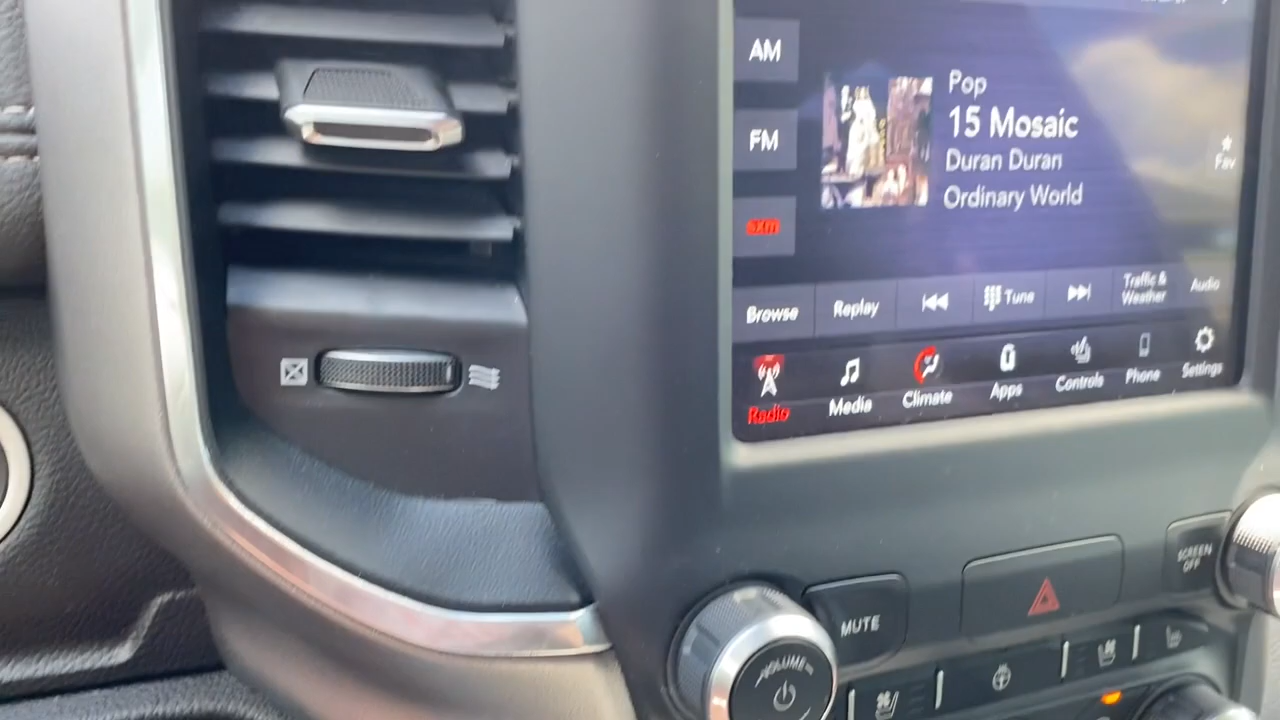 AM
Pop
15 Mosaic
Duran Duran
Ordinary World
FM
Fav
sxm
Browse
Replay
Tune
Traffic &
Weather
Audio
Radio
Media
Climate
Apps
Controls
Phone
Settings
SCREEN
OFF
MUTE
VOLUME